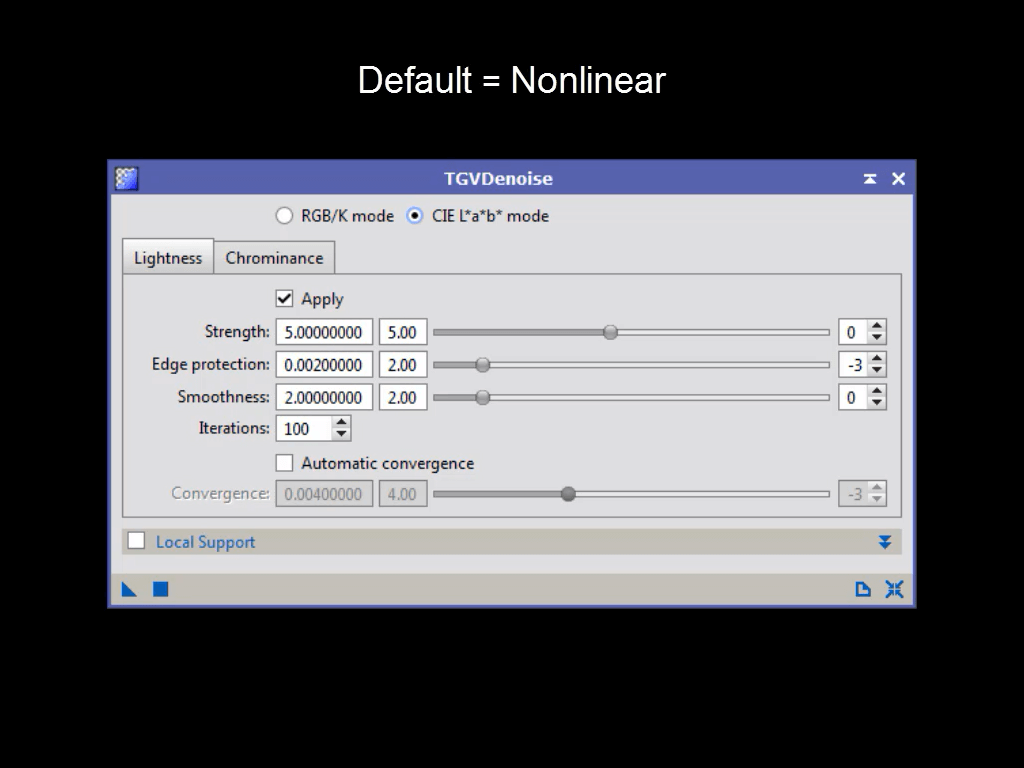 Default = Nonlinear
TGVDenoise
RGB/K mode CIE L*a*b* mode
Lightness Chrominance
Apply
Strength: 5.00000000 5.00 0
Edge protection: 0.00200000 2.00 -3
Smoothness: 2.00000000 2.00 0
Iterations: 100
Automatic convergence
Convergence: 0.00400000 4.00 -3
Local Support